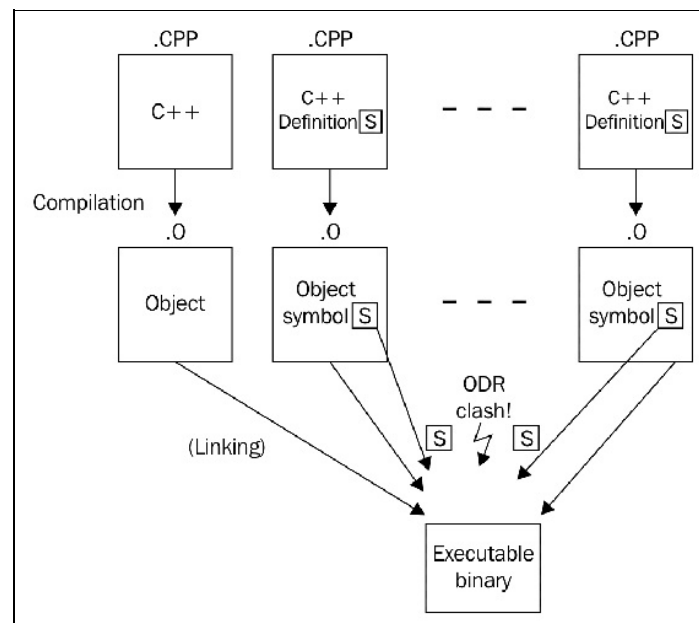 .CPP
.CPP
.CPP
C++
C++
Definition S
C++
Definition S
Compilation
.O
.O
.O
Object
Object
symbol S
Object
symbol S
ODR
clash!
S
S
(Linking)
Executable
binary